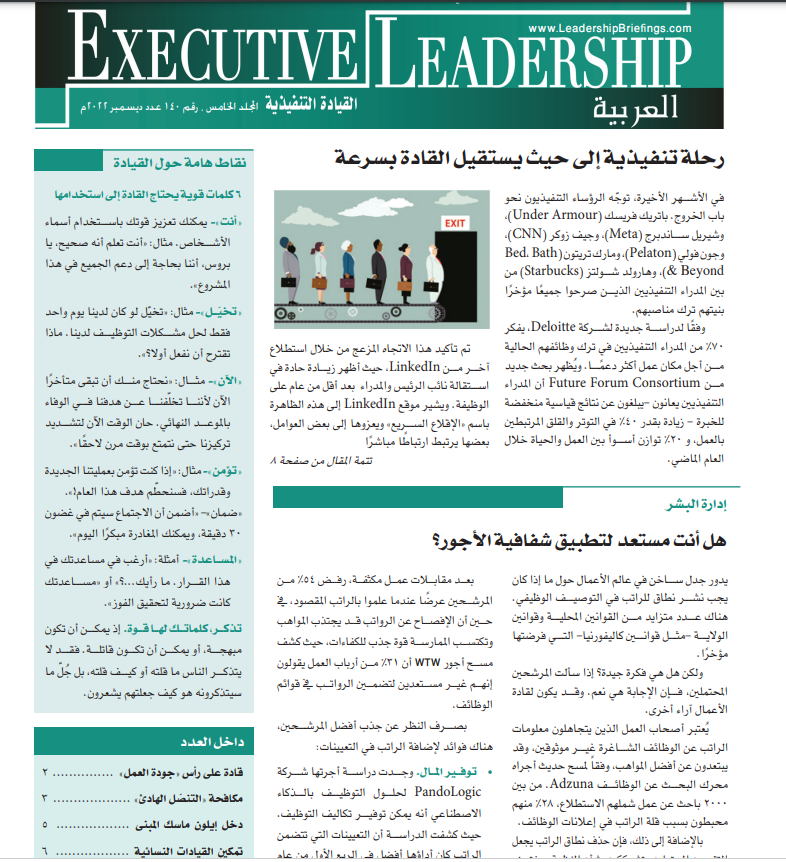 www.LeadershipBriefings.com
EXECUTIVE LEADERSHIP
العربية
القيادة التنفيذية المجلد الخامس . رقم ١٤٠ عدد ديسمبر ٢٠٢٢م
رحلة تنفيذية إلى حيث يستقيل القادة بسرعة
في الأشهر الأخيرة، توجّه الرؤساء التنفيذيون نحو
باب الخروج. باتريك فريسك (Under Armour)،
وشيريل ساندبرج (Meta)، وجيف زوكر (CNN)،
وجون فولي (Pelaton)، ومارك تريتون (Bed, Bath
& Beyond)، وهارولد شولتز (Starbucks) من
بين المدراء التنفيذيين الذين صرحوا جميعًا مؤخرًا
بنيتهم ترك مناصبهم.
وفقًا لدراسة جديدة لشركة Deloitte، يفكر
٧٠٪ من المدراء التنفيذيين في ترك وظائفهم الحالية
من أجل مكان عمل أكثر دعمًا. ويُظهر بحث جديد
من Future Forum Consortium أن المدراء
التنفيذيين يعانون –يبلغون عن نتائج قياسية منخفضة
للخبرة – زيادة بقدر ٤٠٪ في التوتر والقلق المرتبطين
بالعمل، و ٢٠٪ توازن أسوأ بين العمل والحياة خلال
العام الماضي.
EXIT
تم تأكيد هذا الاتجاه المزعج من خلال استطلاع
آخر من LinkedIn، حيث أظهر زيادة حادة في
استقالة نائب الرئيس والمدراء بعد أقل من عام على
الوظيفة. ويشير موقع LinkedIn إلى هذه الظاهرة
باسم «الإقلاع السريع» ويعزوها إلى بعض العوامل،
بعضها يرتبط ارتباطًا مباشرًا
تتمة المقال من صفحة ٨
إدارة البشر
هل أنت مستعد لتطبيق شفافية الأجور؟
يدور جدل ساخن في عالم الأعمال حول ما إذا كان
يجب نشر نطاق للراتب في التوصيف الوظيفي.
هناك عدد متزايد من القوانين المحلية وقوانين
الولاية –مثل قوانين كاليفورنيا– التي فرضتها
مؤخرًا.
ولكن هل هي فكرة جيدة؟ إذا سألت المرشحين
المحتملين، فإن الإجابة هي نعم. وقد يكون لقادة
الأعمال آراء أخرى.
يُعتبر أصحاب العمل الذين يتجاهلون معلومات
الراتب عن الوظائف الشاغرة غير موثوقين، وقد
يبتعدون عن أفضل المواهب، وفقاً لمسح حديث أجراه
محرك البحث عن الوظائف Adzuna. من بين
٢٠٠٠ باحث عن عمل شملهم الاستطلاع، ٢٨٪ منهم
محبطون بسبب قلة الراتب في إعلانات الوظائف.
بالإضافة إلى ذلك، فإن حذف نطاق الراتب يجعل
بعد مقابلات عمل مكثفة، رفض ٥٤٪ من
المرشحين عرضًا عندما علموا بالراتب المقصود، في
حين أن الإفصاح عن الرواتب قد يجتذب المواهب
وتكتسب الممارسة قوة جذب للكفاءات، حيث كشف
مسح أجور WTW أن ٣١٪ من أرباب العمل يقولون
إنهم غير مستعدين لتضمين الرواتب في قوائم
الوظائف.
بصرف النظر عن جذب أفضل المرشحين،
هناك فوائد لإضافة الراتب في التعيينات:
• توفير المال. وجدت دراسة أجرتها شركة
PandoLogic لحلول التوظيف بالذكاء
الاصطناعي أنه يمكن توفير تكاليف التوظيف،
حيث كشفت الدراسة أن التعيينات التي تتضمن
الراتب كان أداؤها أفضل في الربع الأول من عام
نقاط هامة حول القيادة
٦ كلمات قوية يحتاج القادة إلى استخدامها
«أنت»- يمكنك تعزيز قوتك باستخدام أسماء
الأشخاص. مثال: «أنت تعلم أنه صحيح، يا
بروس، أننا بحاجة إلى دعم الجميع في هذا
المشروع».
«تخيّل»- مثال: «تخيّل لو كان لدينا يوم واحد
فقط لحل مشكلات التوظيف لدينا. ماذا
تقترح أن نفعل أولا؟».
«الآن»- مثال: «نحتاج منك أن تبقى متأخرًا
الآن لأننا تخلّفنا عن هدفنا في الوفاء
بالموعد النهائي. حان الوقت الآن لتشديد
تركيزنا حتى نتمتع بوقت مرن لاحقًا».
«تؤمن»- مثال: «إذا كنت تؤمن بعمليتنا الجديدة
وقدراتك، فسنحطّم هدف هذا العام!».
«ضمان»- «أضمن أن الاجتماع سيتم في غضون
٣٠ دقيقة، ويمكنك المغادرة مبكرًا اليوم».
«المساعدة»- أمثلة: «أرغب في مساعدتك في
هذا القرار. ما رأيك...؟» أو «مساعدتك
كانت ضرورية لتحقيق الفوز».
تذكر، كلماتك لها قوة. إذ يمكن أن تكون
مبهجة، أو يمكن أن تكون قاتلة. فقد لا
يتذكر الناس ما قلته أو كيف قلته، بل جُلّ ما
سيتذكرونه هو كيف جعلتهم يشعرون.
داخل العدد
قادة على رأس «جودة العمل» ............... ٢
مكافحة «التنصّل الهادئ» ................... ٣
دخل إيلون ماسك المبنى .................. ٥
تمكين القيادات النسائية .................. ٦